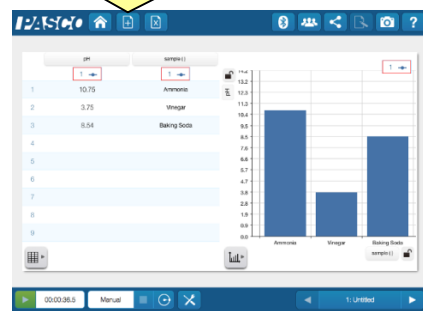 PASCO
?
pH
sample ( )
1
1
1 10.75 Ammonia
2 3.75 Vinegar
3 8.54 Baking Soda
4
5
6
7
8
9
1
14.2
13.2
12.3
11.3
10.4
9.5
8.5
7.6
6.6
5.7
4.7
3.8
2.8
1.9
0.9
0.0
pH
Ammonia Vinegar Baking Soda
sample ( )
00:00:36.5 Manual
1: Untitled